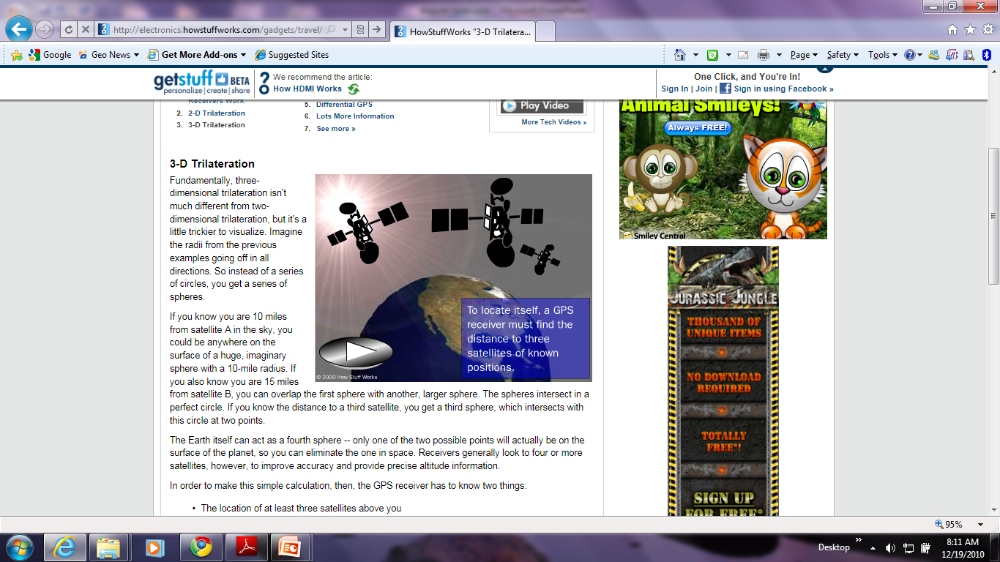 http://electronics.howstuffworks.com/gadgets/travel/
HowStuffWorks "3-D Trilatera...
Google
Geo News
Get More Add-ons
Suggested Sites
Page
Safety
Tools
getstuff BETA
personalize | create | share
We recommend the article:
How HDMI Works
One Click, and You're In!
Sign In | Join | Sign in using Facebook »
Receivers Work
2. 2-D Trilateration
3. 3-D Trilateration
5. Differential GPS
6. Lots More Information
7. See more »
Play Video
More Tech Videos »
Animal Smileys!
Always FREE!
Smiley Central
3-D Trilateration
Fundamentally, three-
dimensional trilateration isn't
much different from two-
dimensional trilateration, but it's a
little trickier to visualize. Imagine
the radii from the previous
examples going off in all
directions. So instead of a series
of circles, you get a series of
spheres.
If you know you are 10 miles
from satellite A in the sky, you
could be anywhere on the
surface of a huge, imaginary
sphere with a 10-mile radius. If
you also know you are 15 miles
from satellite B, you can overlap the first sphere with another, larger sphere. The spheres intersect in a
perfect circle. If you know the distance to a third satellite, you get a third sphere, which intersects with
this circle at two points.
To locate itself, a GPS
receiver must find the
distance to three
satellites of known
positions.
© 2000 How Stuff Works
The Earth itself can act as a fourth sphere -- only one of the two possible points will actually be on the
surface of the planet, so you can eliminate the one in space. Receivers generally look to four or more
satellites, however, to improve accuracy and provide precise altitude information.
In order to make this simple calculation, then, the GPS receiver has to know two things:
• The location of at least three satellites above you
JURASSIC JUNGLE
THOUSAND OF
UNIQUE ITEMS
NO DOWNLOAD
REQUIRED
TOTALLY
FREE*!
SIGN UP
FOR FREE*
95%
Desktop
8:11 AM
12/19/2010